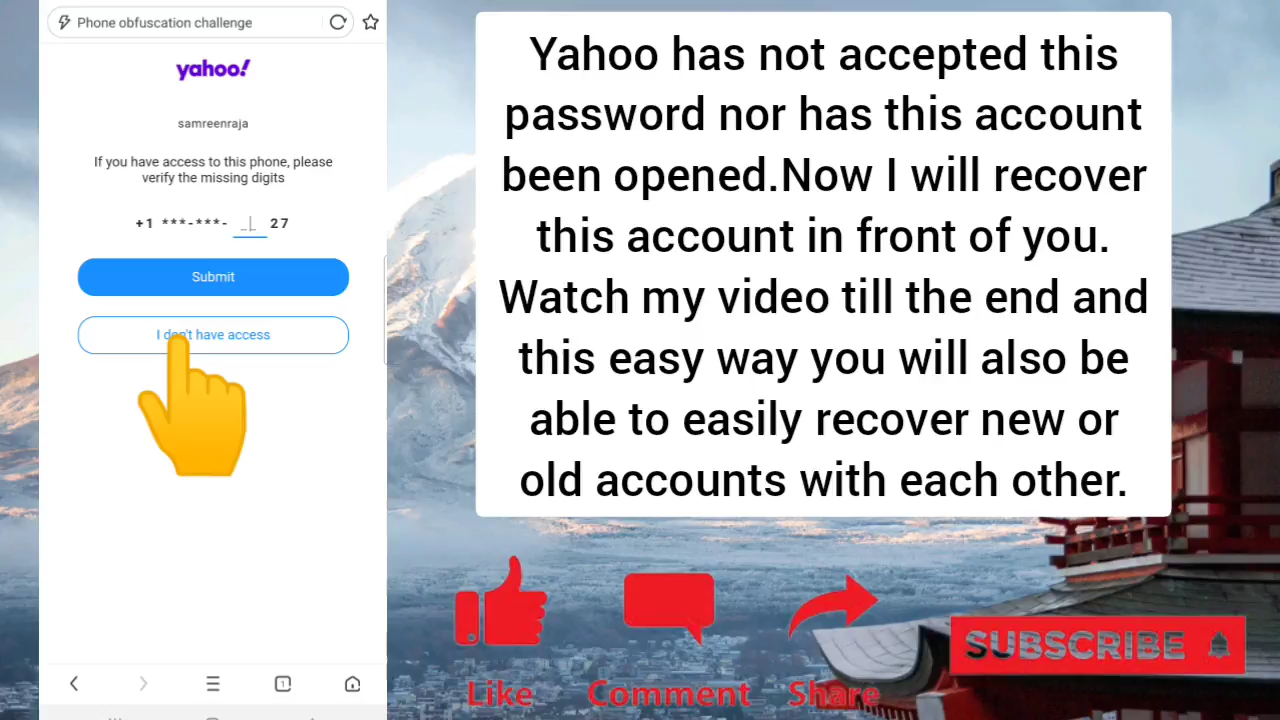 Phone obfuscation challenge
yahoo!
samreenraja
If you have access to this phone, please
verify the missing digits
+1 ***-***- __ 27
Submit
I don't have access
1
Yahoo has not accepted this
password nor has this account
been opened.Now I will recover
this account in front of you.
Watch my video till the end and
this easy way you will also be
able to easily recover new or
old accounts with each other.
Like
Comment
Share
SUBSCRIBE